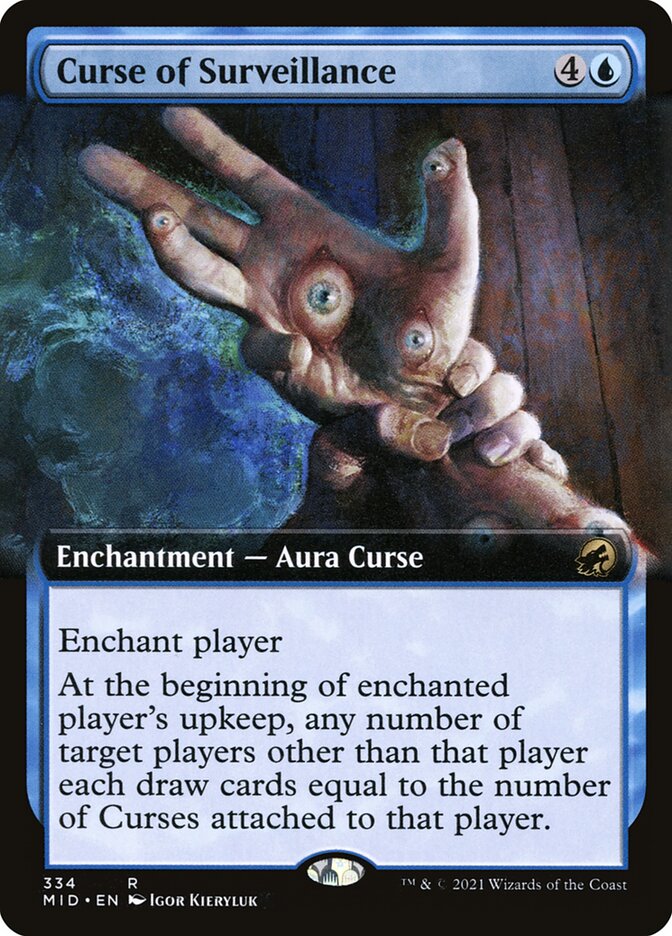 Curse of Surveillance 4
Enchantment — Aura Curse
Enchant player
At the beginning of enchanted
player's upkeep, any number of
target players other than that player
each draw cards equal to the number
of Curses attached to that player.
334 R
MID • EN Igor Kieryluk
™ & © 2021 Wizards of the Coast